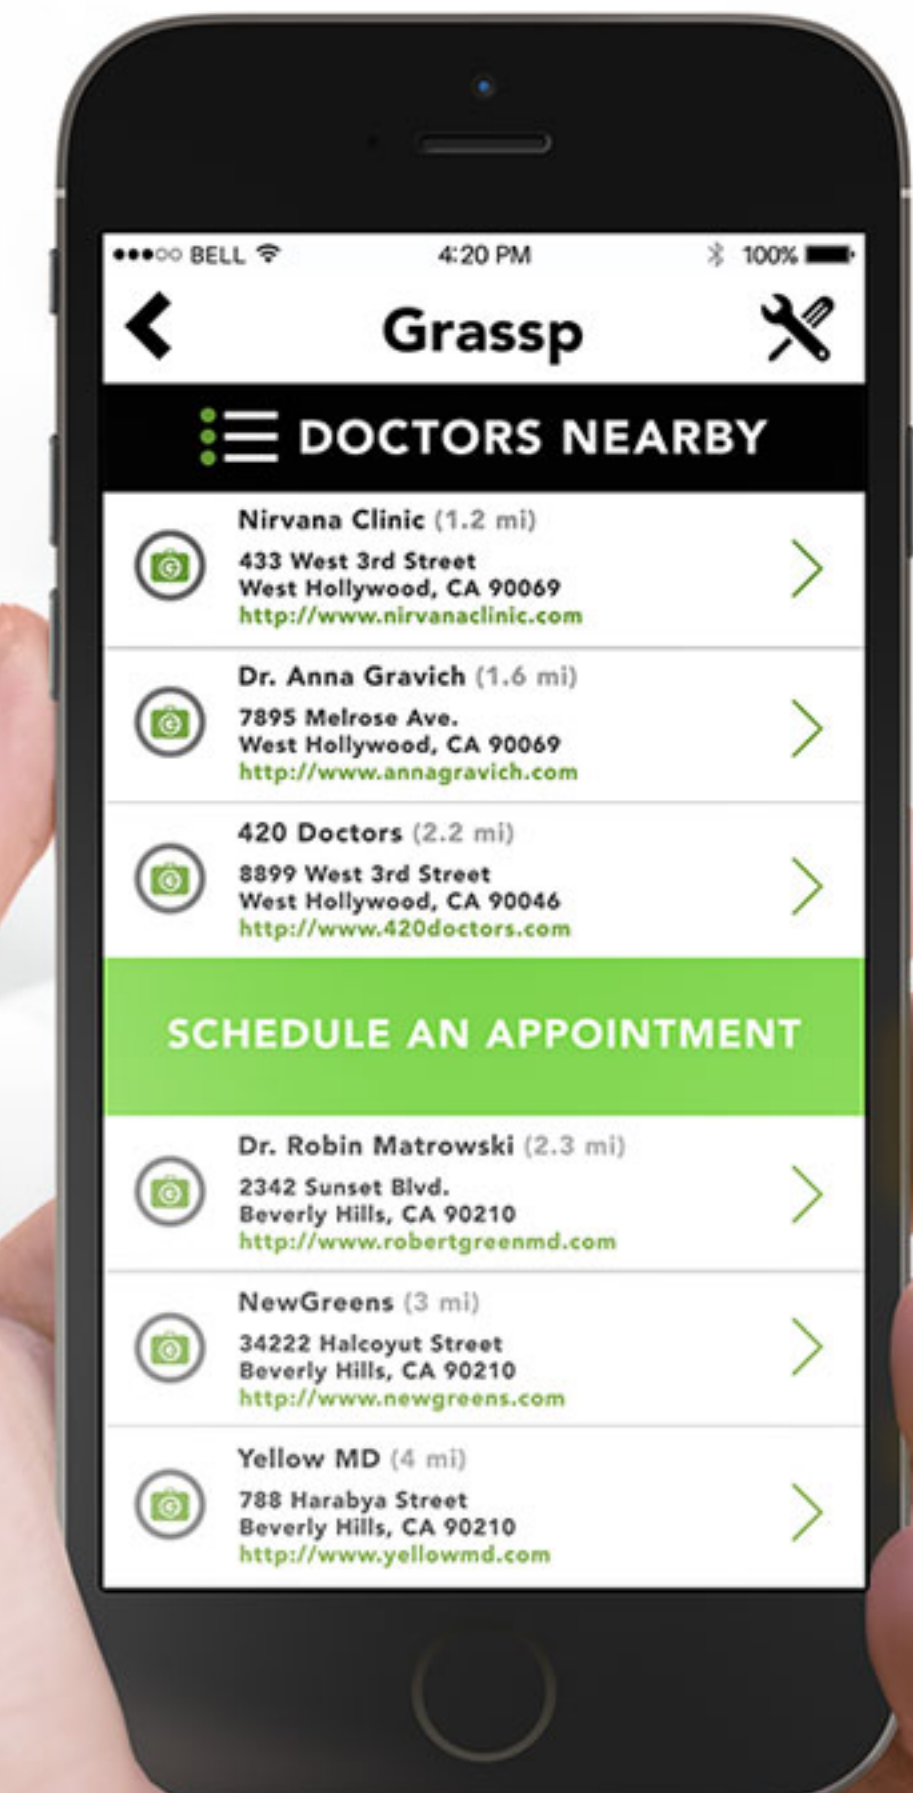 BELL 4:20 PM 100%
Grassp
DOCTORS NEARBY
Nirvana Clinic (1.2 mi)
433 West 3rd Street
West Hollywood, CA 90069
http://www.nirvanaclinic.com
Dr. Anna Gravich (1.6 mi)
7895 Melrose Ave.
West Hollywood, CA 90069
http://www.annagravich.com
420 Doctors (2.2 mi)
8899 West 3rd Street
West Hollywood, CA 90046
http://www.420doctors.com
SCHEDULE AN APPOINTMENT
Dr. Robin Matrowski (2.3 mi)
2342 Sunset Blvd.
Beverly Hills, CA 90210
http://www.robertgreenmd.com
NewGreens (3 mi)
34222 Halcoyut Street
Beverly Hills, CA 90210
http://www.newgreens.com
Yellow MD (4 mi)
788 Harabya Street
Beverly Hills, CA 90210
http://www.yellowmd.com